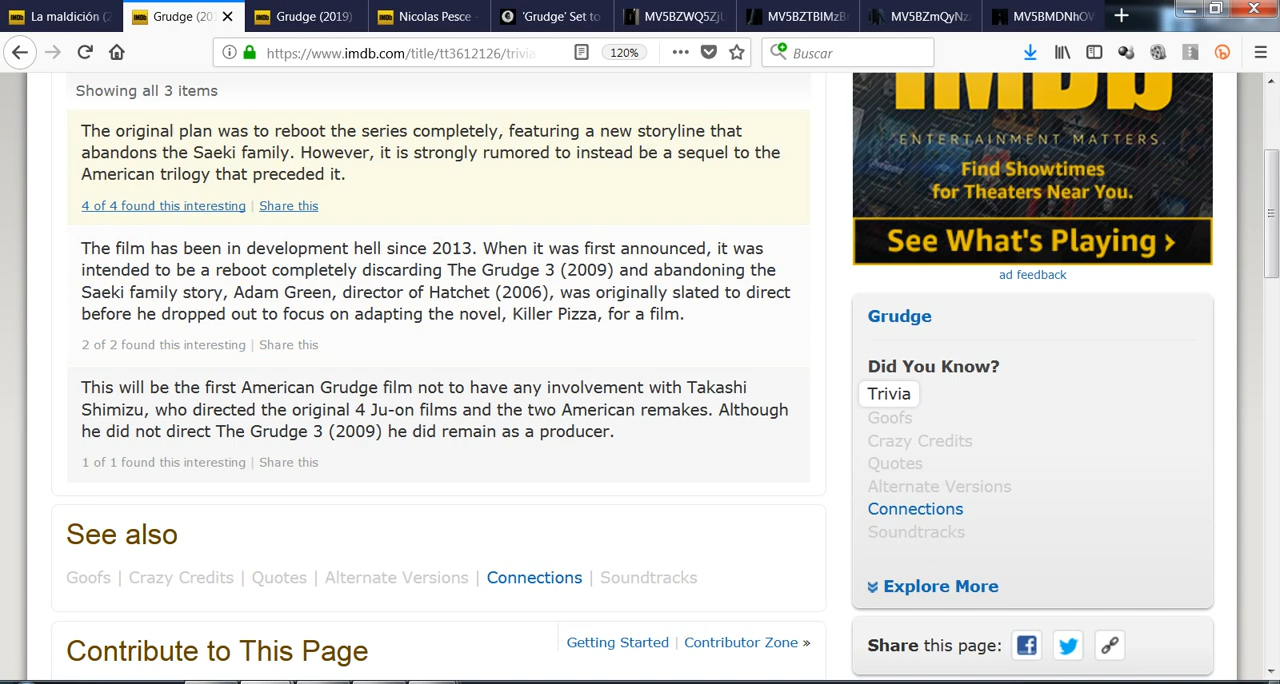 La maldición (2
Grudge (201
Grudge (2019)
Nicolas Pesce -
'Grudge' Set to
MV5BZWQ5ZjU
MV5BZTBlMzBr
MV5BZmQyNz
MV5BMDNhOV
https://www.imdb.com/title/tt3612126/trivia
120%
Buscar
Showing all 3 items
The original plan was to reboot the series completely, featuring a new storyline that
abandons the Saeki family. However, it is strongly rumored to instead be a sequel to the
American trilogy that preceded it.
4 of 4 found this interesting | Share this
The film has been in development hell since 2013. When it was first announced, it was
intended to be a reboot completely discarding The Grudge 3 (2009) and abandoning the
Saeki family story, Adam Green, director of Hatchet (2006), was originally slated to direct
before he dropped out to focus on adapting the novel, Killer Pizza, for a film.
2 of 2 found this interesting | Share this
This will be the first American Grudge film not to have any involvement with Takashi
Shimizu, who directed the original 4 Ju-on films and the two American remakes. Although
he did not direct The Grudge 3 (2009) he did remain as a producer.
1 of 1 found this interesting | Share this
See also
Goofs | Crazy Credits | Quotes | Alternate Versions | Connections | Soundtracks
Contribute to This Page
Getting Started | Contributor Zone »
IMDb
ENTERTAINMENT MATTERS.
Find Showtimes
for Theaters Near You.
See What's Playing ›
ad feedback
Grudge
Did You Know?
Trivia
Goofs
Crazy Credits
Quotes
Alternate Versions
Connections
Soundtracks
Explore More
Share this page: